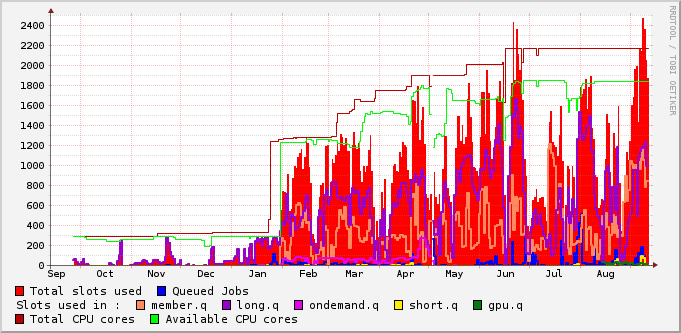 RRDTOOL / TOBI OETIKER
2400
2200
2000
1800
1600
1400
1200
1000
800
600
400
200
0
Sep Oct Nov Dec Jan Feb Mar Apr May Jun Jul Aug
Total slots used Queued Jobs
Slots used in : member.q long.q ondemand.q short.q gpu.q
Total CPU cores Available CPU cores